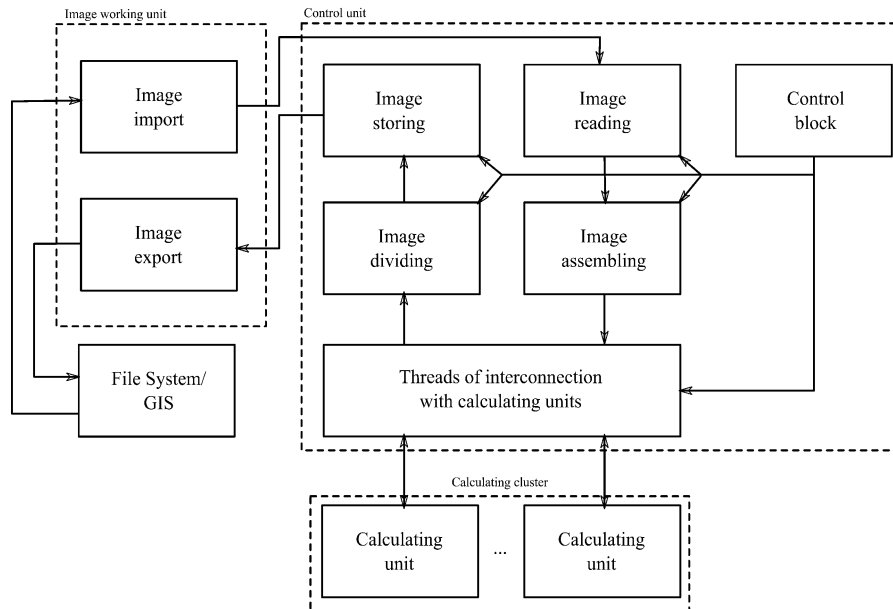 Image working unit
Control unit
Image
import
Image
storing
Image
reading
Control
block
Image
export
Image
dividing
Image
assembling
File System/
GIS
Threads of interconnection
with calculating units
Calculating cluster
Calculating
unit
...
Calculating
unit